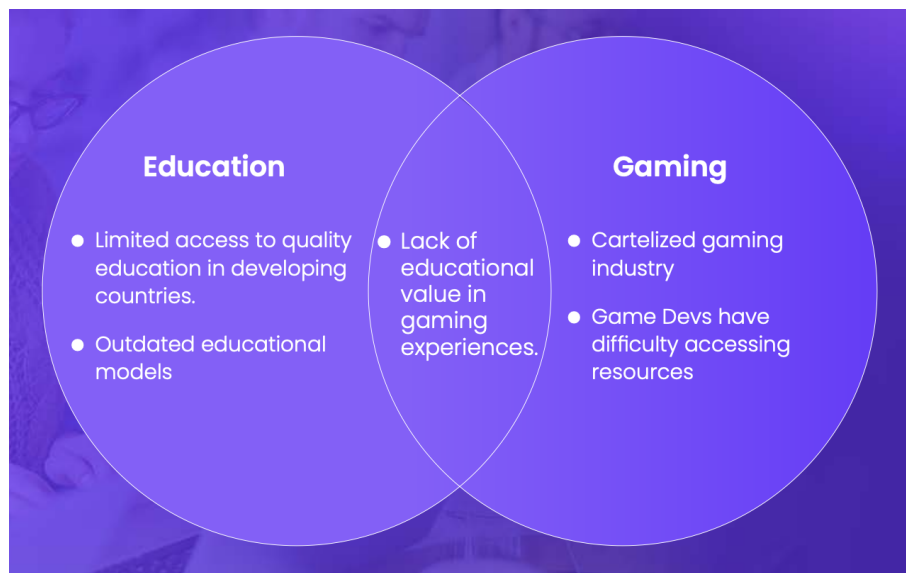 Education
Limited access to quality
education in developing
countries.
Outdated educational
models
Lack of
educational
value in
gaming
experiences.
Gaming
Cartelized gaming
industry
Game Devs have
difficulty accessing
resources